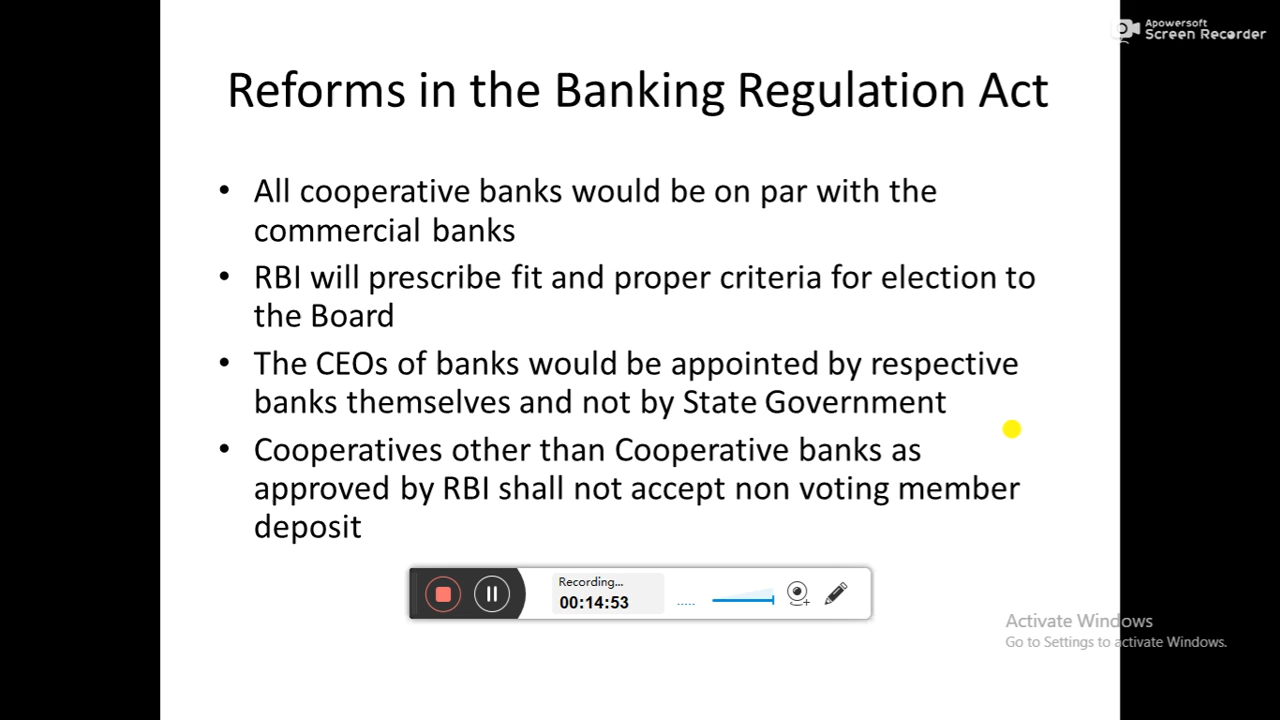 Apowersoft
Screen Recorder
Reforms in the Banking Regulation Act
• All cooperative banks would be on par with the
commercial banks
• RBI will prescribe fit and proper criteria for election to
the Board
• The CEOs of banks would be appointed by respective
banks themselves and not by State Government
• Cooperatives other than Cooperative banks as
approved by RBI shall not accept non voting member
deposit
Recording...
00:14:53
Activate Windows
Go to Settings to activate Windows.